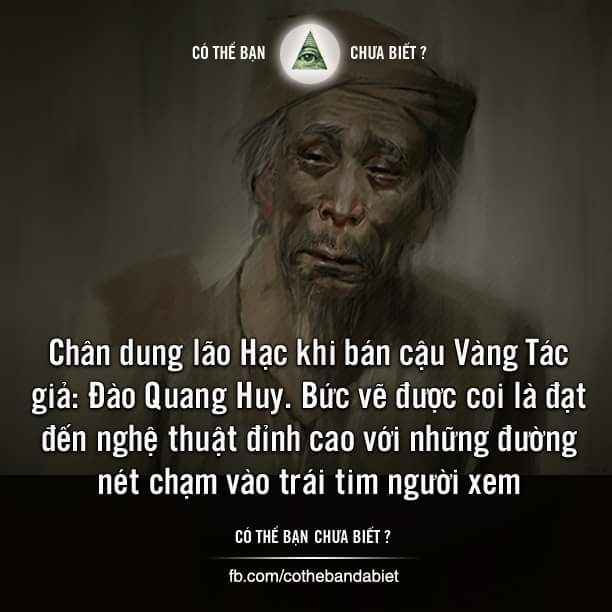 CÓ THỂ BẠN CHƯA BIẾT ?
Chân dung lão Hạc khi bán cậu Vàng Tác
giả: Đào Quang Huy. Bức vẽ được coi là đạt
đến nghệ thuật đỉnh cao với những đường
nét chạm vào trái tim người xem
CÓ THỂ BẠN CHƯA BIẾT ?
fb.com/cothebandabiet